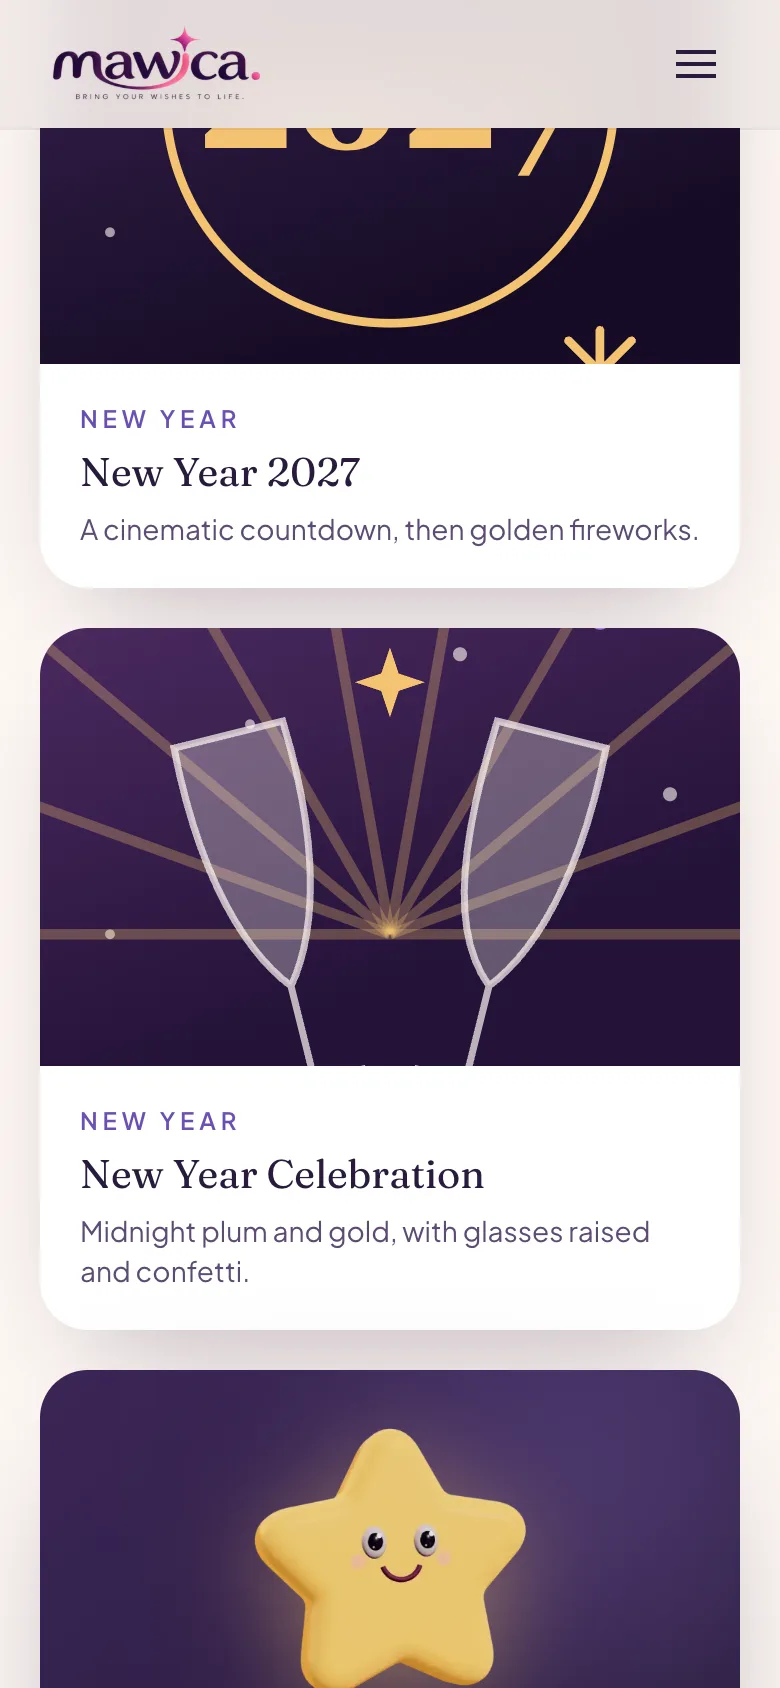 mawica.
BRING YOUR WISHES TO LIFE.
2027
NEW YEAR
New Year 2027
A cinematic countdown, then golden fireworks.
NEW YEAR
New Year Celebration
Midnight plum and gold, with glasses raised
and confetti.